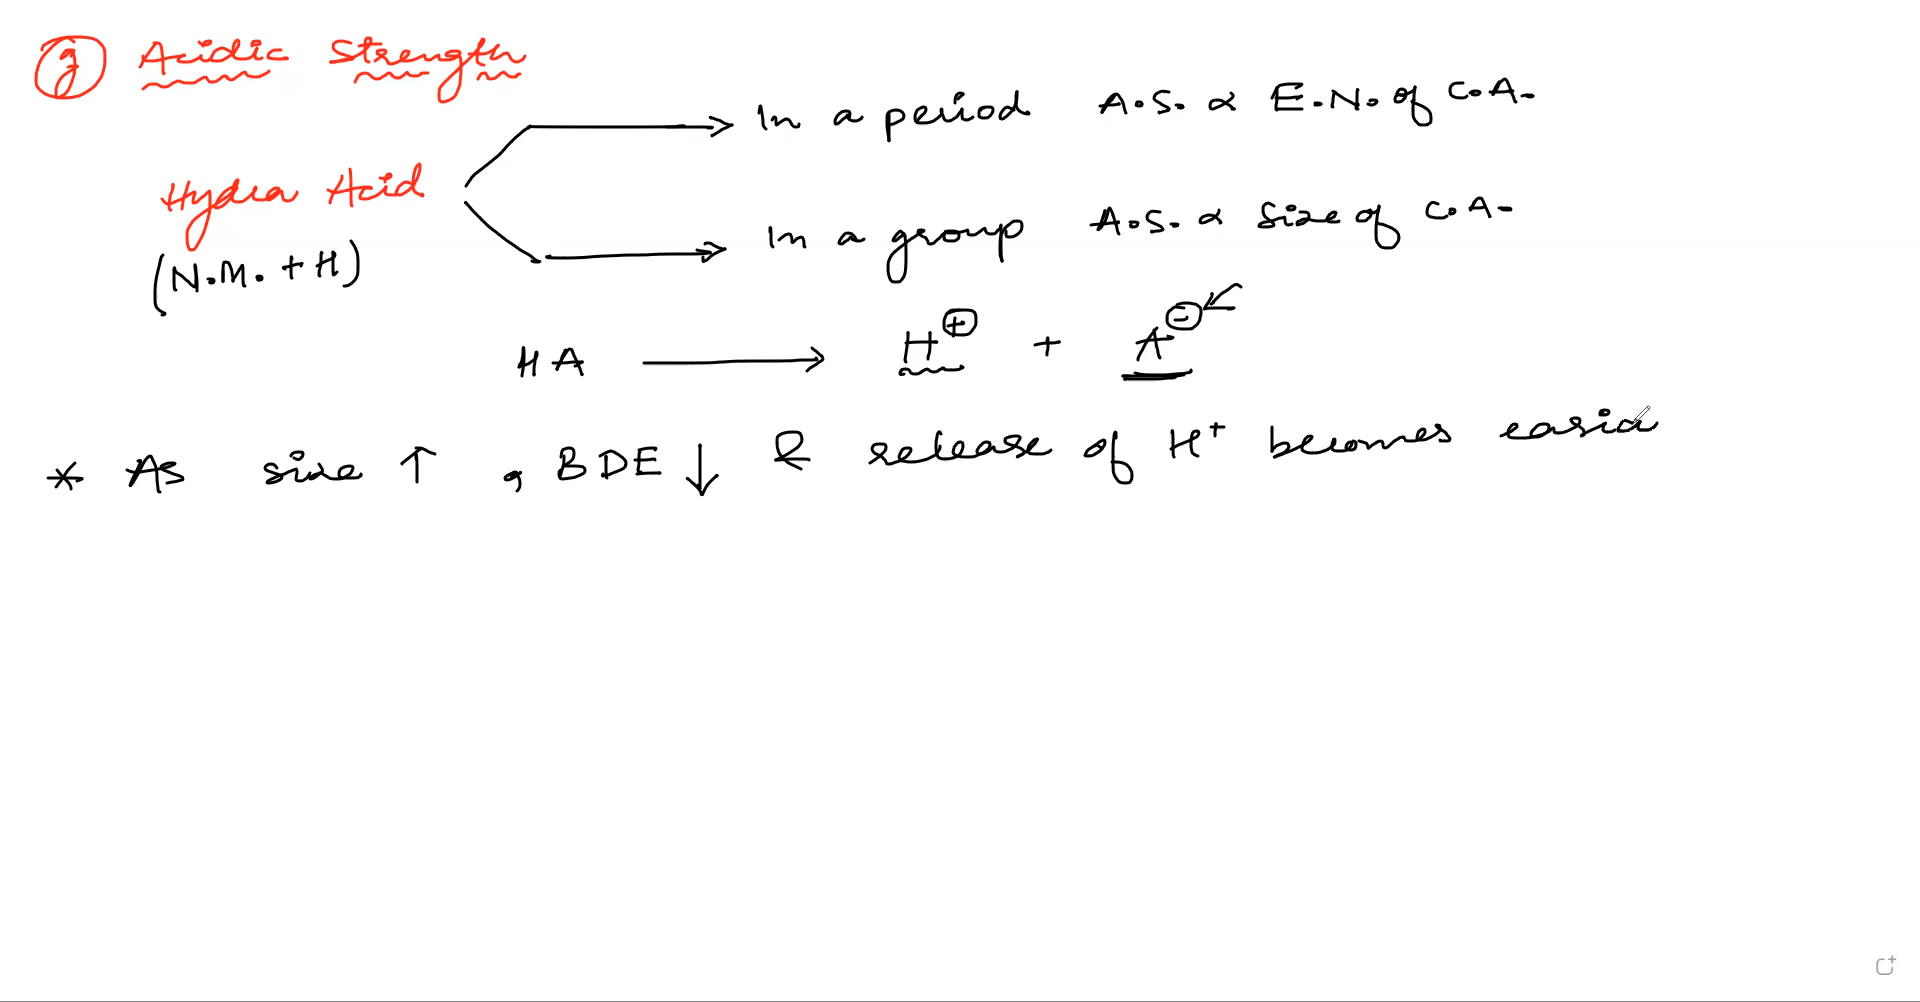 g Acidic Strength
In a period A.S. ∝ E.N. of C.A.
Hydra Acid
In a group A.S. ∝ size of C.A.
(N.M. + H)
HA ⟶ H⊕ + A⊖
* As size ↑ , BDE ↓ & release of H⁺ becomes easier